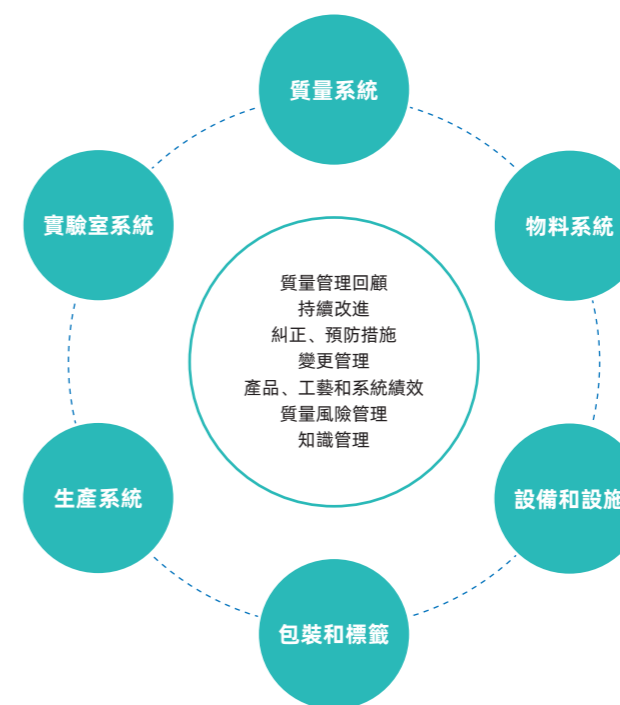 質量系統
實驗室系統
物料系統
質量管理回顧
持續改進
糾正、預防措施
變更管理
產品、工藝和系統績效
質量風險管理
知識管理
生產系統
設備和設施
包裝和標籤